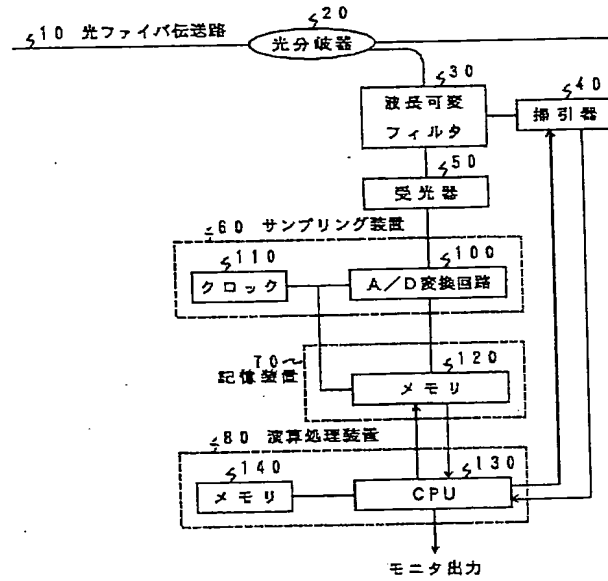 20
10 光ファイバ伝送路
光分岐器
30
40
波長可変
フィルタ
掃引器
50
受光器
60 サンプリング装置
110
100
クロック
A/D変換回路
70
記憶装置
120
メモリ
80 演算処理装置
140
130
メモリ
CPU
モニタ出力